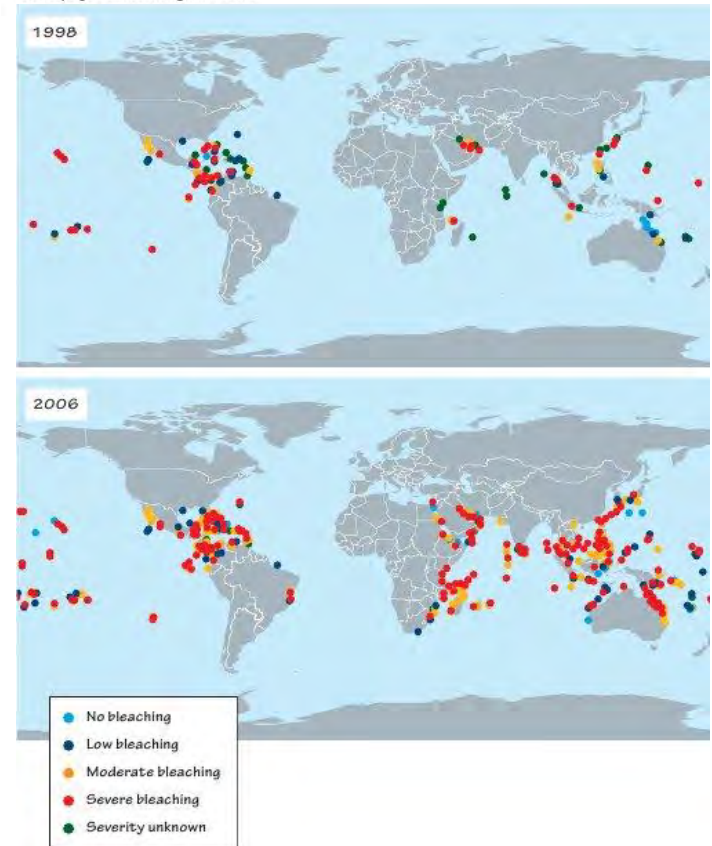 1998
2006
No bleaching
Low bleaching
Moderate bleaching
Severe bleaching
Severity unknown